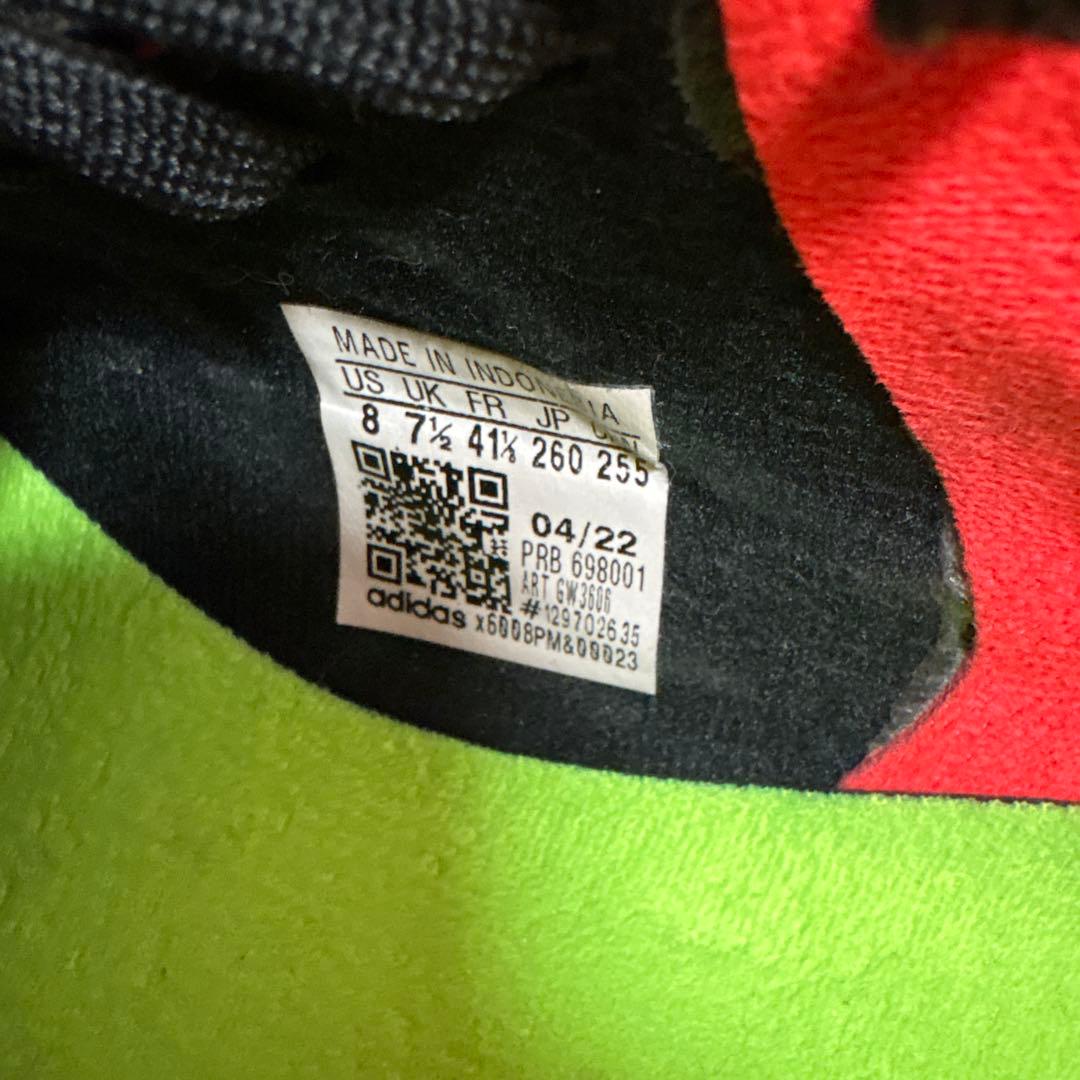 MADE IN INDONESIA
US UK FR JP CHN
8 7½ 41⅓ 260 255
04/22
PRB 698001
ART GW3606
#129702635
adidas x6008PM&00023